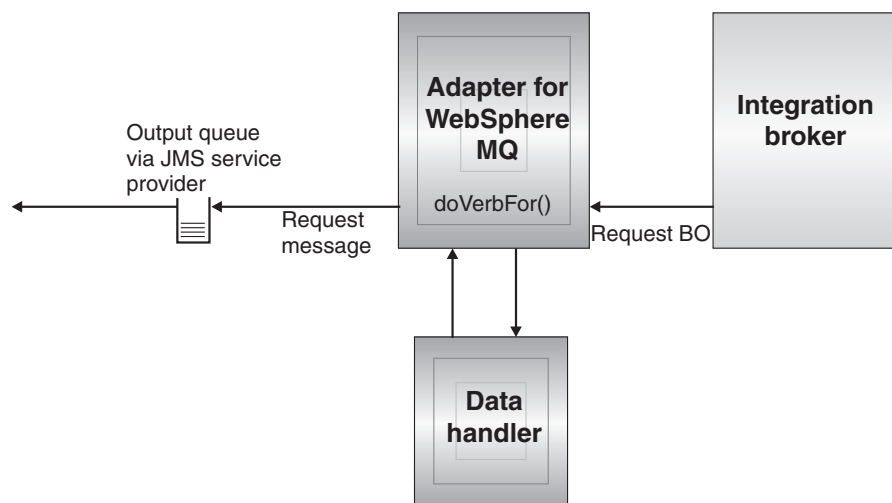 Output queue
via JMS service
provider
Request
message
Adapter for
WebSphere
MQ
doVerbFor()
Request BO
Integration
broker
Data
handler